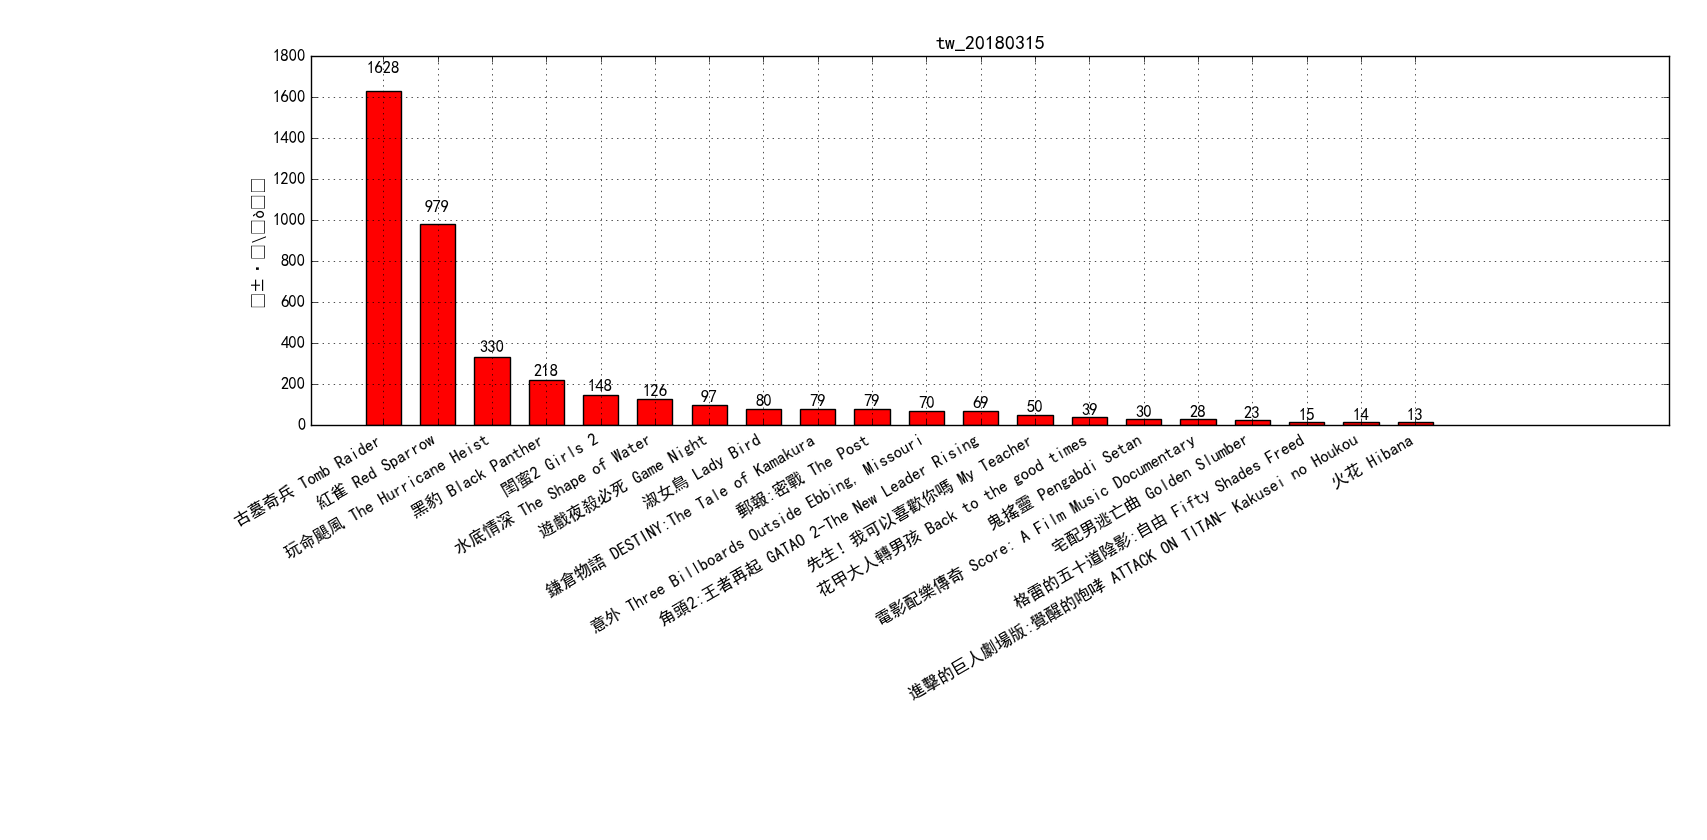 tw_20180315
1800
1600
1400
1200
1000
800
600
400
200
0
1628
979
330
218
148
126
97
80
79
79
70
69
50
39
30
28
23
15
14
13
□±·□\□ò□□
古墓奇兵 Tomb Raider
紅雀 Red Sparrow
玩命颶風 The Hurricane Heist
黑豹 Black Panther
閨蜜2 Girls 2
水底情深 The Shape of Water
遊戲夜殺必死 Game Night
淑女鳥 Lady Bird
鎌倉物語 DESTINY:The Tale of Kamakura
郵報:密戰 The Post
意外 Three Billboards Outside Ebbing, Missouri
角頭2:王者再起 GATAO 2-The New Leader Rising
先生! 我可以喜歡你嗎 My Teacher
花甲大人轉男孩 Back to the good times
鬼搖靈 Pengabdi Setan
電影配樂傳奇 Score: A Film Music Documentary
宅配男逃亡曲 Golden Slumber
格雷的五十道陰影:自由 Fifty Shades Freed
進擊的巨人劇場版:覺醒的咆哮 ATTACK ON TITAN- Kakusei no Houkou
火花 Hibana